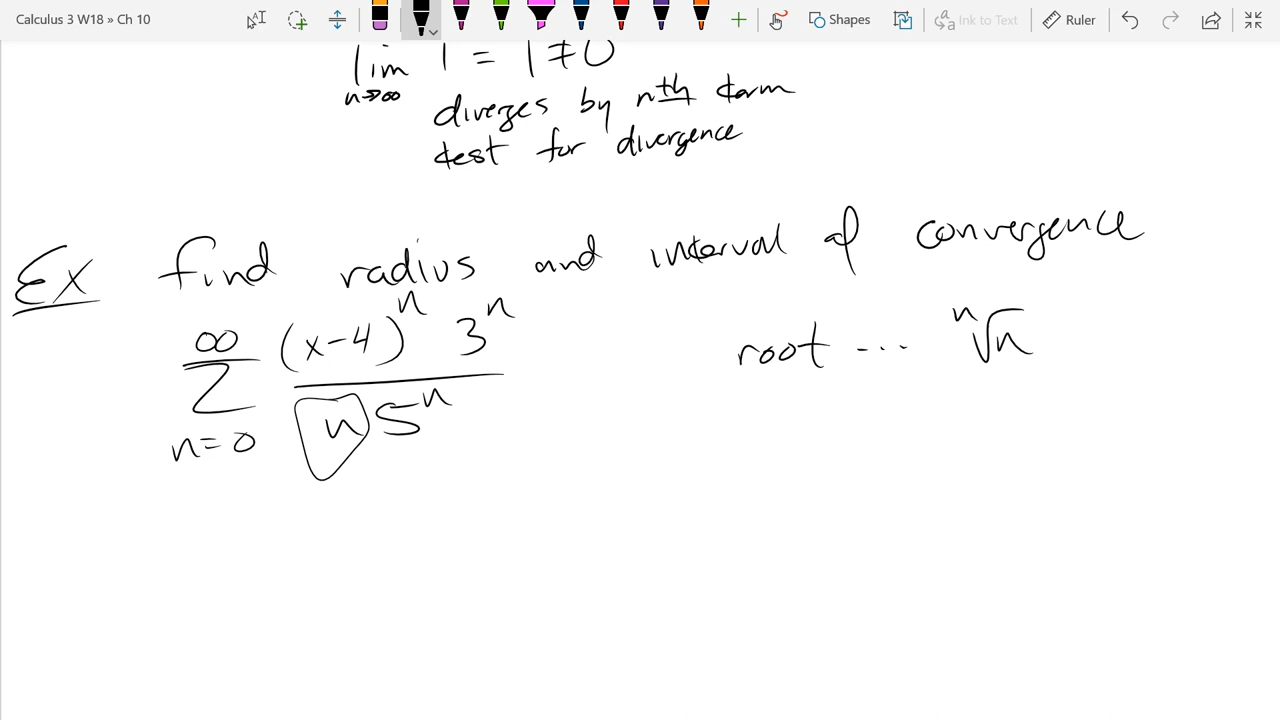 Calculus 3 W18 » Ch 10
Ink to Text
Shapes
Ruler
lim 1 = 1 ≠ 0
n→∞
diverges by nth term
test for divergence
Ex find radius and interval of convergence
∞ (x-4)^n 3^n
Σ
n=0 n 5^n
root ... ⁿ√n